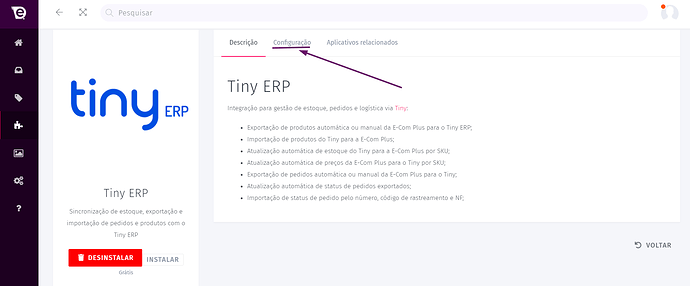 Pesquisar
Descrição
Configuração
Aplicativos relacionados
tiny ERP
Tiny ERP
Sincronização de estoque, exportação e
importação de pedidos e produtos com o
Tiny ERP
DESINSTALAR
INSTALAR
Grátis
Tiny ERP
Integração para gestão de estoque, pedidos e logística via Tiny:
Exportação de produtos automática ou manual da E-Com Plus para o Tiny ERP;
Importação de produtos do Tiny para a E-Com Plus;
Atualização automática de estoque do Tiny para a E-Com Plus por SKU;
Atualização automática de preços da E-Com Plus para o Tiny por SKU;
Exportação de pedidos automática ou manual da E-Com Plus para o Tiny;
Atualização automática de status de pedidos exportados;
Importação de status de pedido pelo número, código de rastreamento e NF;
VOLTAR